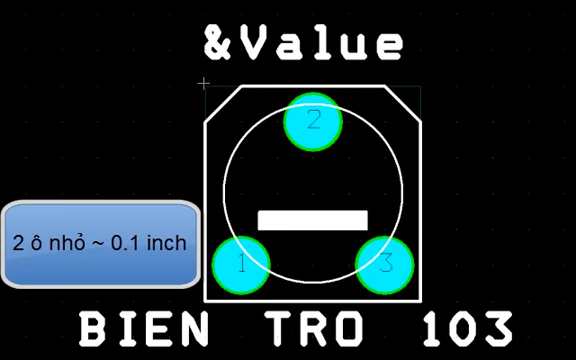 &Value
2
2 ô nhỏ ~ 0.1 inch
1
3
BIEN TRO 103